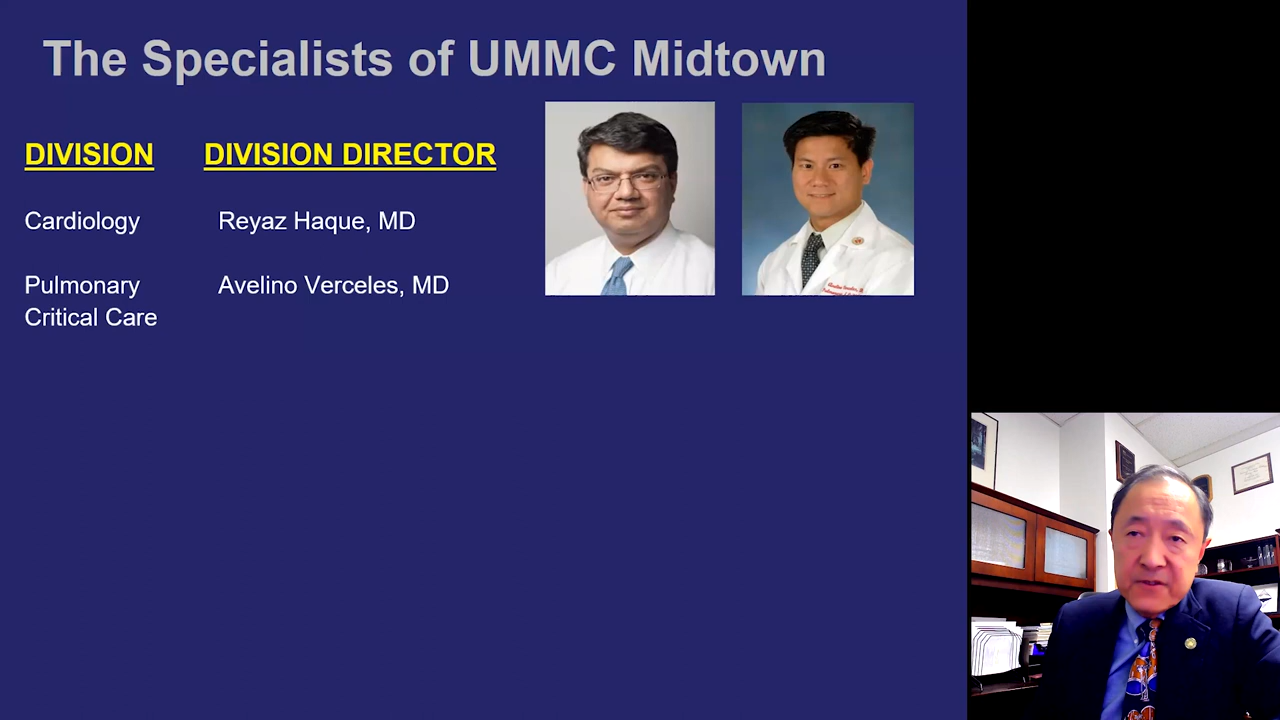 The Specialists of UMMC Midtown
DIVISION DIVISION DIRECTOR
Cardiology Reyaz Haque, MD
Pulmonary Avelino Verceles, MD
Critical Care